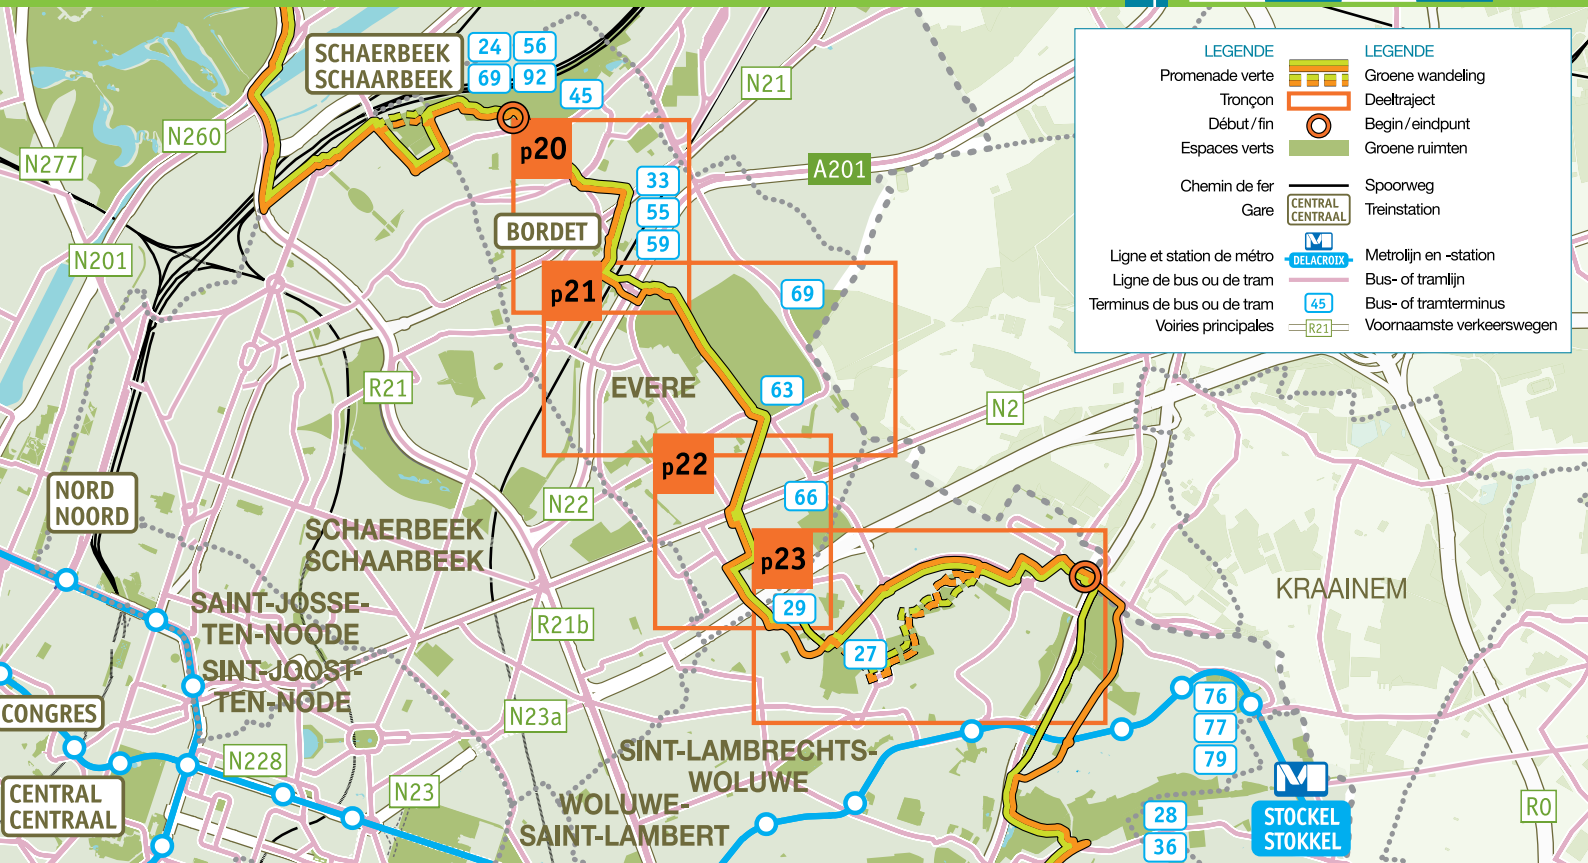 SCHAERBEEK
SCHAARBEEK
24
56
69
92
45
N21
N260
N277
p20
A201
33
55
59
BORDET
N201
p21
69
R21
EVERE
63
N2
p22
NORD
NOORD
N22
66
SCHAERBEEK
SCHAARBEEK
p23
KRAAINEM
SAINT-JOSSE-
TEN-NOODE
SINT-JOOST-
TEN-NODE
29
R21b
27
CONGRES
N23a
76
77
79
SINT-LAMBRECHTS-
WOLUWE
N228
N23
CENTRAL
CENTRAAL
WOLUWE-
SAINT-LAMBERT
M
STOCKEL
STOKKEL
28
36
R0
LEGENDE LEGENDE
Promenade verte Groene wandeling
Tronçon Deeltraject
Début / fin Begin / eindpunt
Espaces verts Groene ruimten
Chemin de fer Spoorweg
Gare CENTRAL CENTRAAL Treinstation
M
Ligne et station de métro DELACROIX Metrolijn en -station
Ligne de bus ou de tram Bus- of tramlijn
Terminus de bus ou de tram 45 Bus- of tramterminus
Voiries principales R21 Voornaamste verkeerswegen